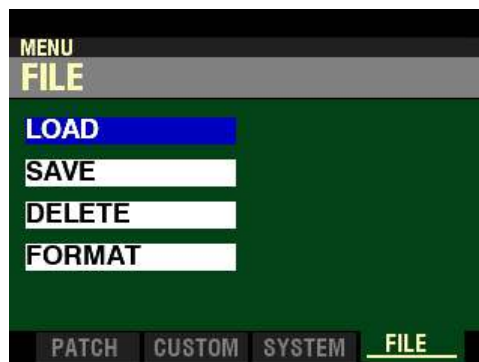 MENU
FILE
LOAD
SAVE
DELETE
FORMAT
PATCH CUSTOM SYSTEM FILE